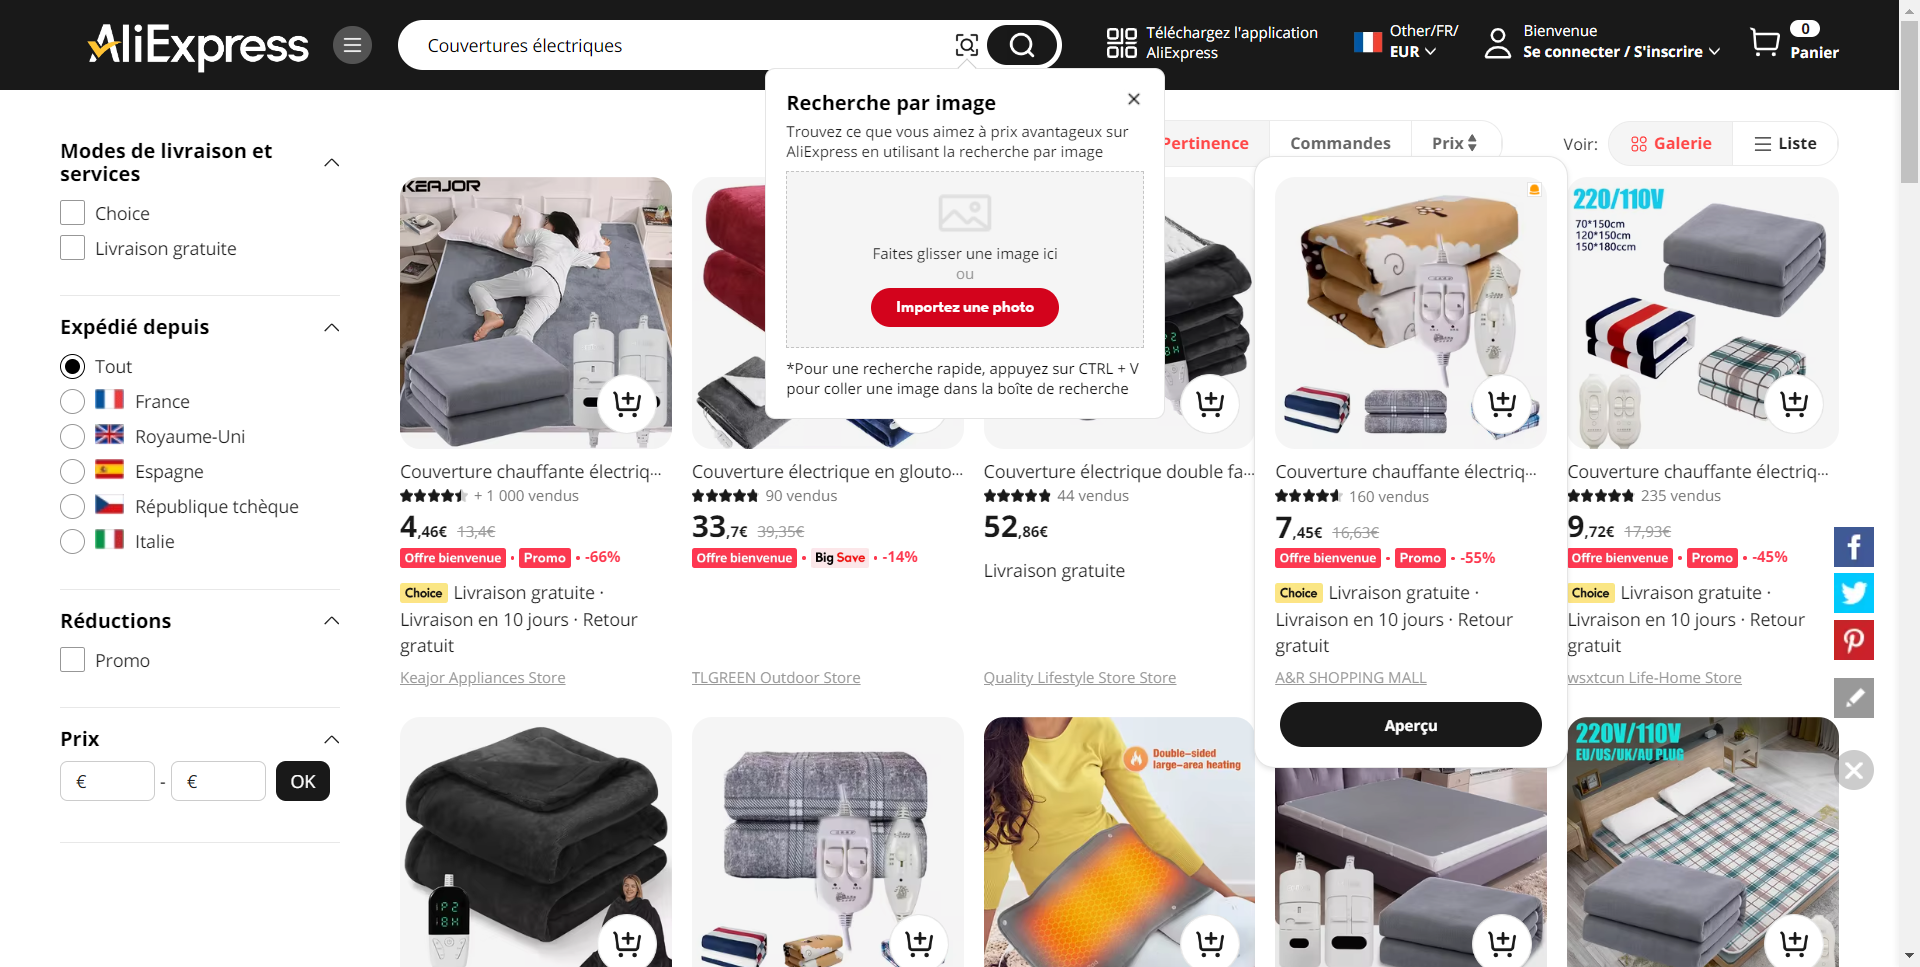 AliExpress
Couvertures électriques
Téléchargez l'application
AliExpress
Other/FR/
EUR
Bienvenue
Se connecter / S'inscrire
0
Panier
Recherche par image
Trouvez ce que vous aimez à prix avantageux sur
AliExpress en utilisant la recherche par image
Faites glisser une image ici
ou
Importez une photo
*Pour une recherche rapide, appuyez sur CTRL + V
pour coller une image dans la boîte de recherche
Pertinence
Commandes
Prix
Voir:
Galerie
Liste
Modes de livraison et
services
Choice
Livraison gratuite
Expédié depuis
Tout
France
Royaume-Uni
Espagne
République tchèque
Italie
Réductions
Promo
Prix
€ - € OK
KEAJOR
Couverture chauffante électriq...
+ 1 000 vendus
4,46€ 13,4€
Offre bienvenue • Promo • -66%
Choice Livraison gratuite ·
Livraison en 10 jours · Retour
gratuit
Keajor Appliances Store
Couverture électrique en glouto...
90 vendus
33,7€ 39,35€
Offre bienvenue • Big Save • -14%
TLGREEN Outdoor Store
Couverture électrique double fa...
44 vendus
52,86€
Livraison gratuite
Quality Lifestyle Store Store
Couverture chauffante électriq...
160 vendus
7,45€ 16,63€
Offre bienvenue • Promo • -55%
Choice Livraison gratuite ·
Livraison en 10 jours · Retour
gratuit
A&R SHOPPING MALL
Aperçu
220/110V
70*150cm
120*150cm
150*180ccm
Couverture chauffante électriq...
235 vendus
9,72€ 17,93€
Offre bienvenue • Promo • -45%
Choice Livraison gratuite ·
Livraison en 10 jours · Retour
gratuit
wsxtcun Life-Home Store
Double-sided
large-area heating
220V/110V
EU/US/UK/AU PLUG